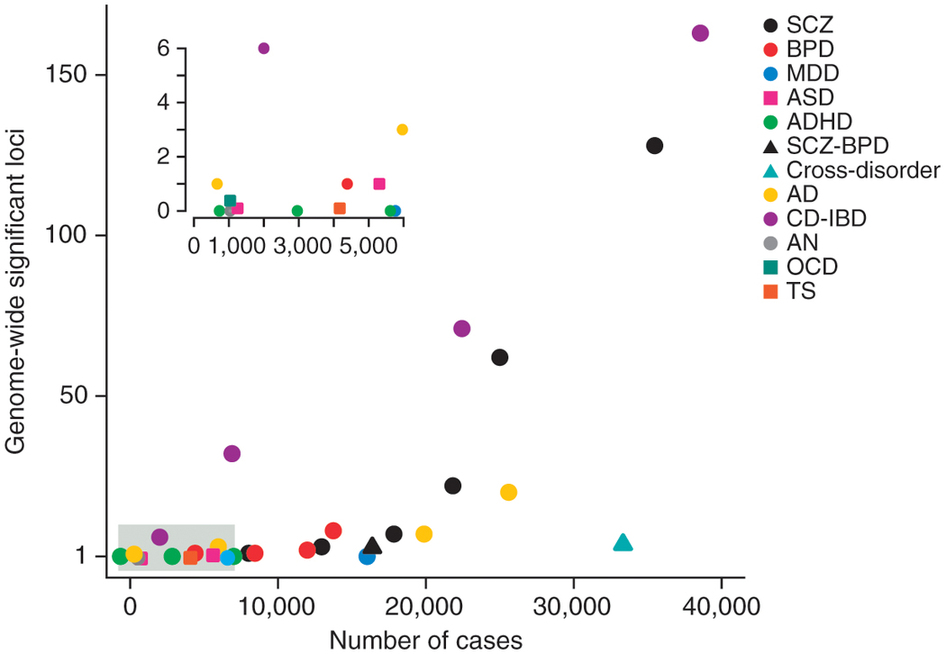 Genome-wide significant loci
150
100
50
1
0
10,000
20,000
30,000
40,000
Number of cases
6
4
2
0
0
1,000
3,000
5,000
SCZ
BPD
MDD
ASD
ADHD
SCZ-BPD
Cross-disorder
AD
CD-IBD
AN
OCD
TS